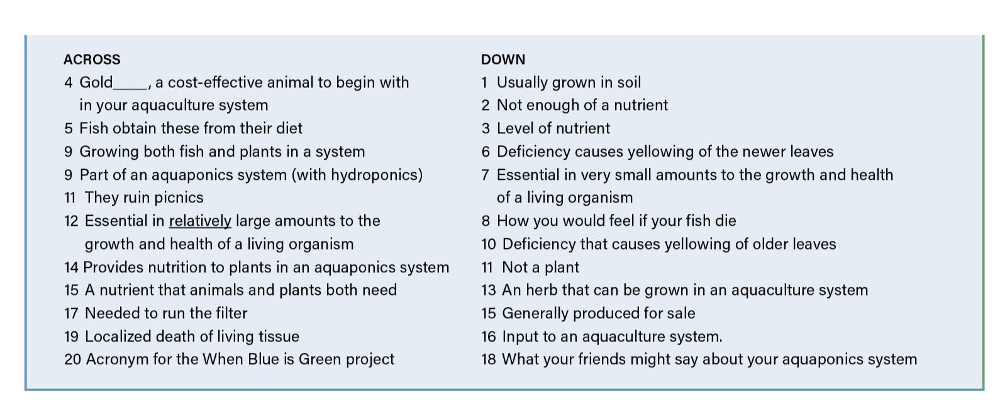 ACROSS
4 Gold____, a cost-effective animal to begin with
in your aquaculture system
5 Fish obtain these from their diet
9 Growing both fish and plants in a system
9 Part of an aquaponics system (with hydroponics)
11 They ruin picnics
12 Essential in relatively large amounts to the
growth and health of a living organism
14 Provides nutrition to plants in an aquaponics system
15 A nutrient that animals and plants both need
17 Needed to run the filter
19 Localized death of living tissue
20 Acronym for the When Blue is Green project
DOWN
1 Usually grown in soil
2 Not enough of a nutrient
3 Level of nutrient
6 Deficiency causes yellowing of the newer leaves
7 Essential in very small amounts to the growth and health
of a living organism
8 How you would feel if your fish die
10 Deficiency that causes yellowing of older leaves
11 Not a plant
13 An herb that can be grown in an aquaculture system
15 Generally produced for sale
16 Input to an aquaculture system.
18 What your friends might say about your aquaponics system